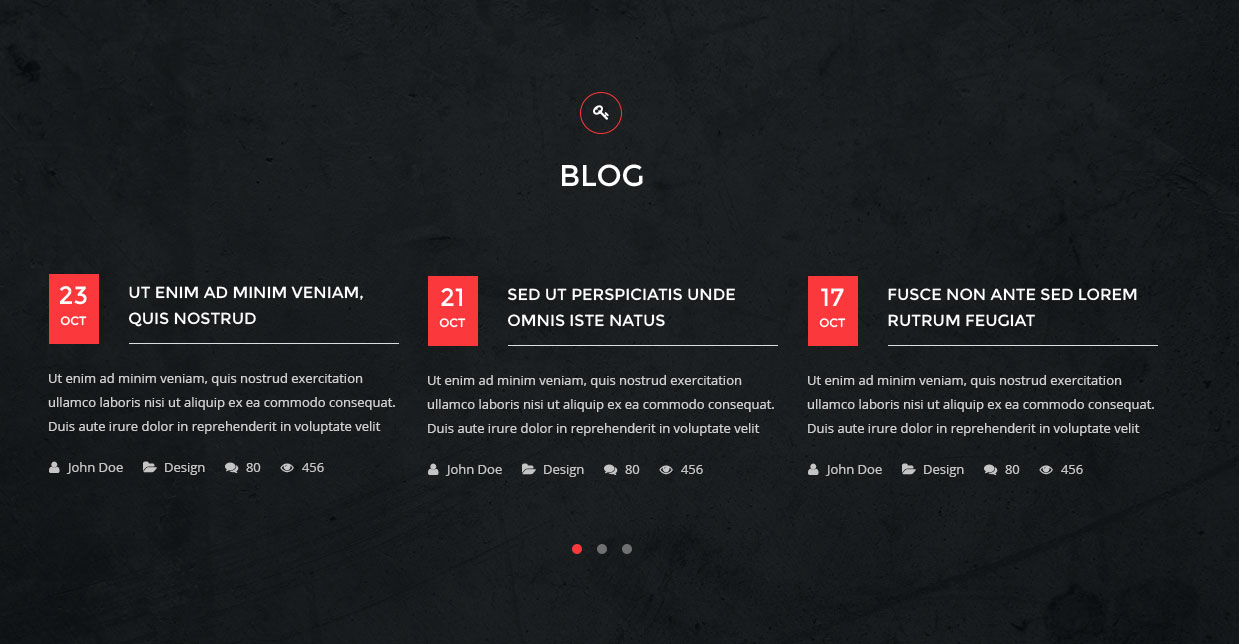 BLOG
23
OCT
UT ENIM AD MINIM VENIAM,
QUIS NOSTRUD
Ut enim ad minim veniam, quis nostrud exercitation
ullamco laboris nisi ut aliquip ex ea commodo consequat.
Duis aute irure dolor in reprehenderit in voluptate velit
John Doe Design 80 456
21
OCT
SED UT PERSPICIATIS UNDE
OMNIS ISTE NATUS
Ut enim ad minim veniam, quis nostrud exercitation
ullamco laboris nisi ut aliquip ex ea commodo consequat.
Duis aute irure dolor in reprehenderit in voluptate velit
John Doe Design 80 456
17
OCT
FUSCE NON ANTE SED LOREM
RUTRUM FEUGIAT
Ut enim ad minim veniam, quis nostrud exercitation
ullamco laboris nisi ut aliquip ex ea commodo consequat.
Duis aute irure dolor in reprehenderit in voluptate velit
John Doe Design 80 456